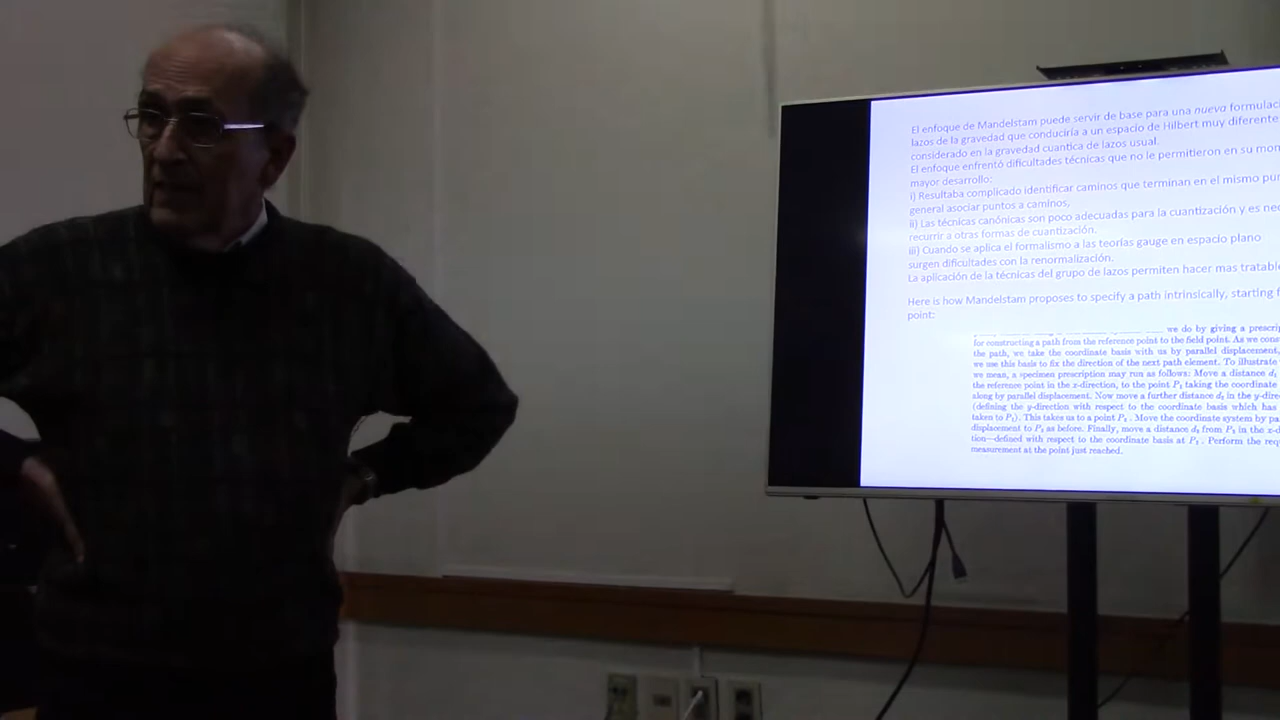 El enfoque de Mandelstam puede servir de base para una nueva
lazos de la gravedad que conduciría a un espacio de Hilbert muy diferente
considerado en la gravedad cuantica de lazos usual.
El enfoque enfrentó dificultades técnicas que no le permitieron en su
mayor desarrollo:
i) Resultaba complicado identificar caminos que terminan en el mismo
general asociar puntos a caminos,
ii) Las técnicas canónicas son poco adecuadas para la cuantización y es
recurrir a otras formas de cuantización.
iii) Cuando se aplica el formalismo a las teorías gauge en espacio plano
surgen dificultades con la renormalización.
La aplicación de la técnicas del grupo de lazos permiten hacer mas
Here is how Mandelstam proposes to specify a path intrinsically, starting
point:
we do by giving a
for constructing a path from the reference point to the field point. As we
the path, we take the coordinate basis with us by parallel displacement,
we use this basis to fix the direction of the next path element. To illustrate
we mean, a specimen prescription may run as follows: Move a distance d₁
the reference point in the z-direction, to the point P₁ taking the coordinate
along by parallel displacement. Now move a further distance d₂ in the
(defining the y-direction with respect to the coordinate basis which has
taken to P₁). This takes us to a point P₂. Move the coordinate system by
displacement to P₂ as before. Finally, move a distance d₃ from P₂ in the
tion—defined with respect to the coordinate basis at P₂. Perform the
measurement at the point just reached.